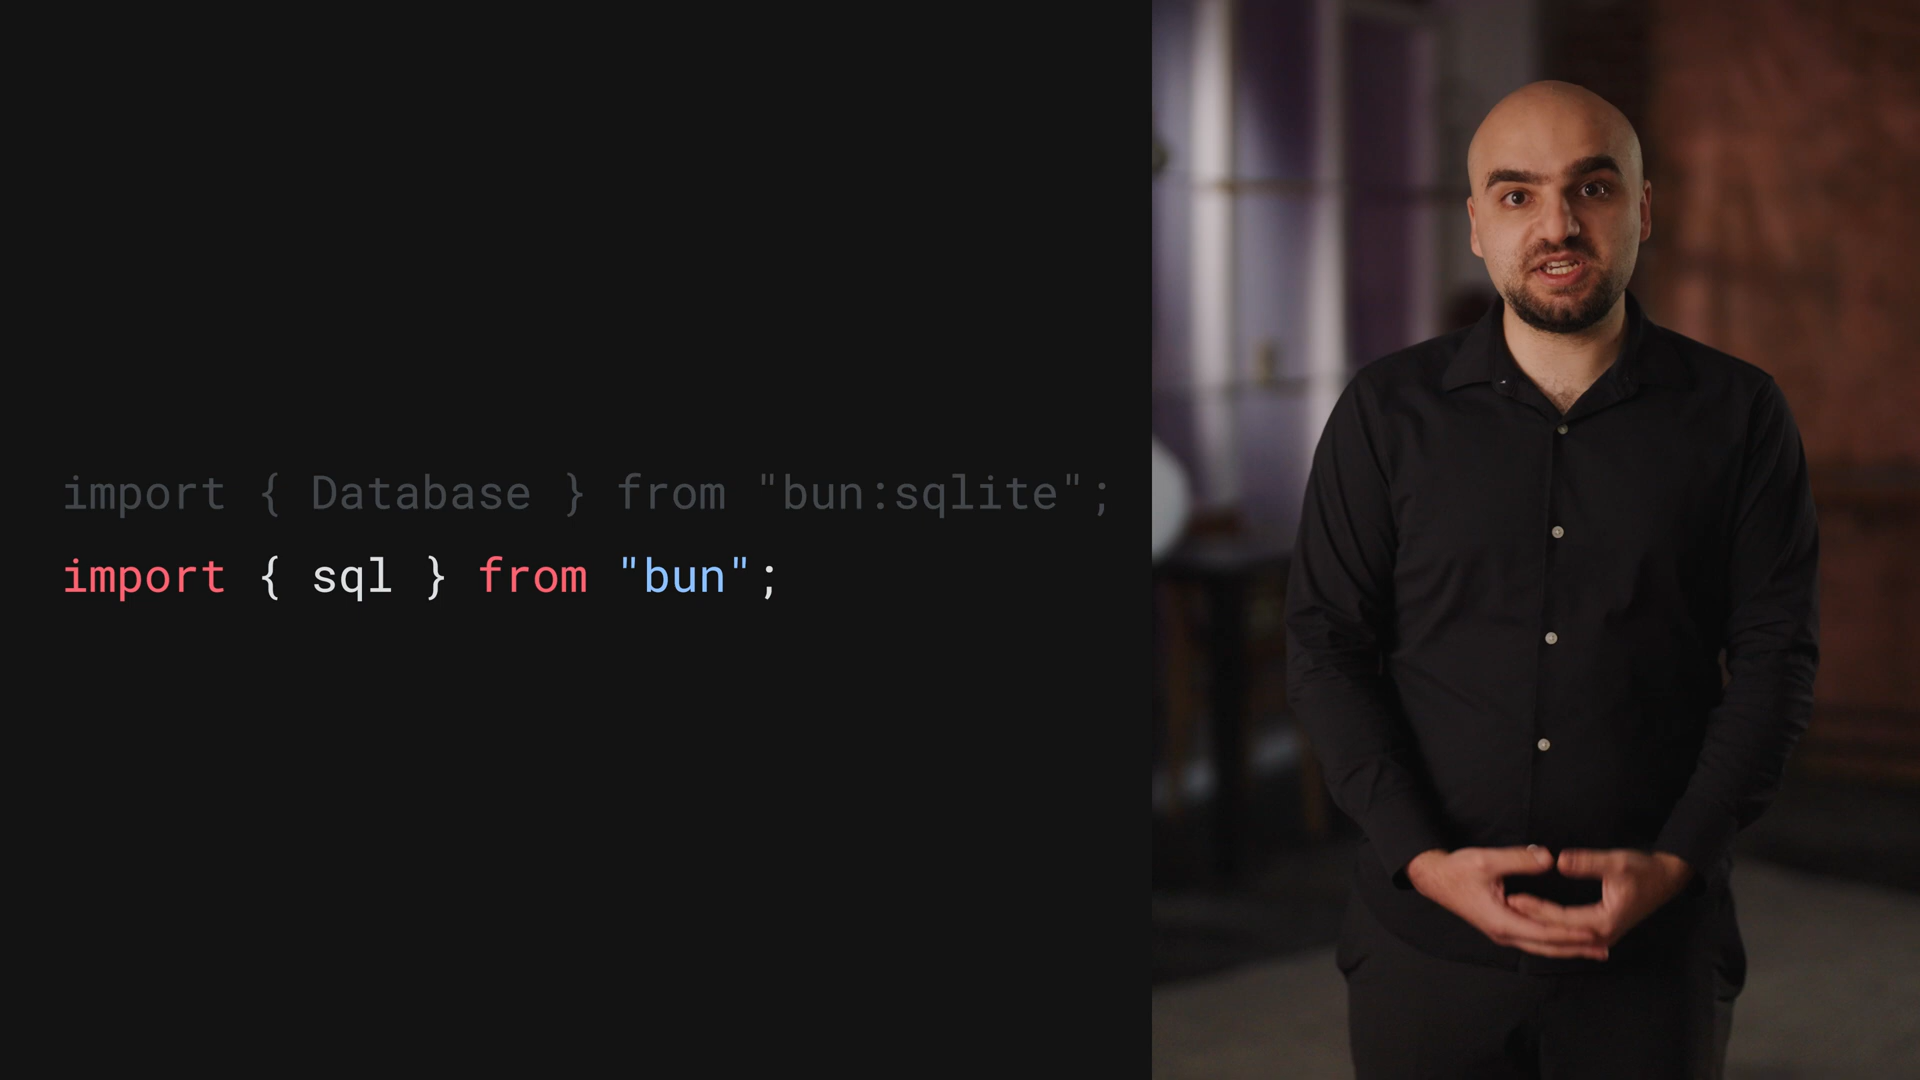 import { Database } from "bun:sqlite";
import { sql } from "bun";